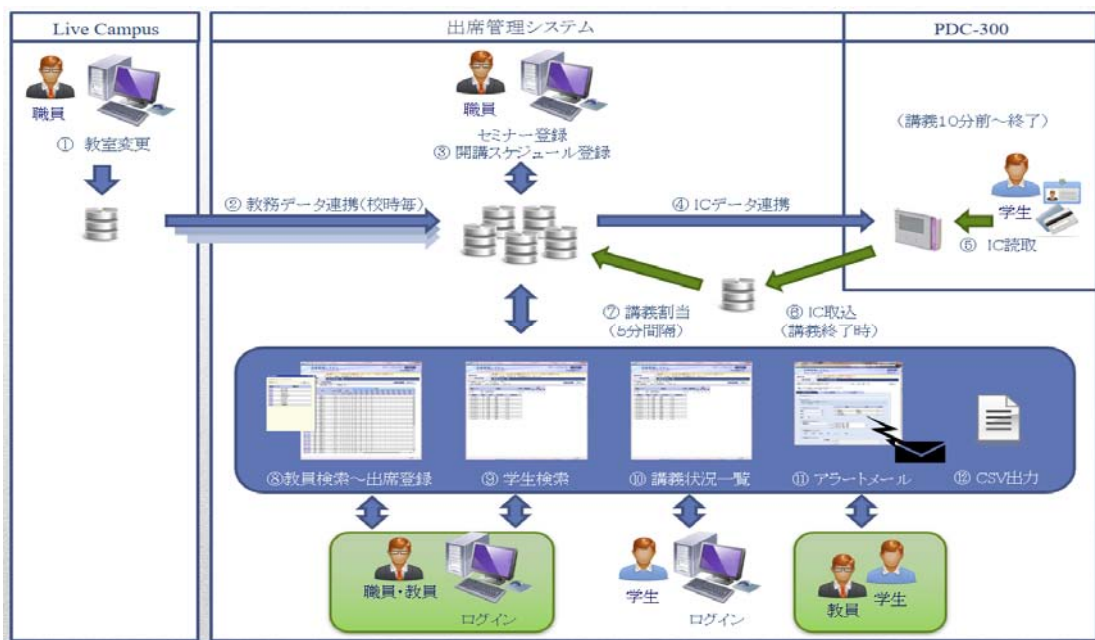 Live Campus
出席管理システム
PDC-300
職員
① 教室変更
職員
セミナー登録
③ 開講スケジュール登録
(講義10分前~終了)
学生
⑤ IC読取
② 教務データ連携(校時毎)
④ ICデータ連携
⑦ 講義割当
(5分間隔)
⑥ IC取込
(講義終了時)
⑧教員検索~出席登録
⑨ 学生検索
⑩ 講義状況一覧
⑪ アラートメール
⑫ CSV出力
職員・教員
ログイン
学生
ログイン
教員
学生